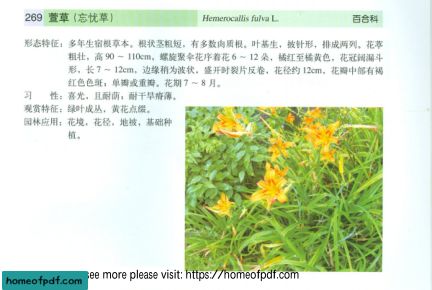 269 萱草（忘忧草） Hemerocallis fulva L. 百合科
形态特征：多年生宿根草本。根状茎粗短，有多数肉质根。叶基生，披针形，排成两列。花葶
粗壮，高 90～110cm，螺旋聚伞花序着花 6～12 朵，橘红至橘黄色，花冠阔漏斗
形，长 7～12cm，边缘稍为波状，盛开时裂片反卷，花径约 12cm，花瓣中部有褐
红色色斑；单瓣或重瓣。花期 7～8 月。
习 性：喜光，且耐荫；耐干旱瘠薄。
观赏特征：绿叶成丛，黄花点缀。
园林应用：花境、花径、地被、基础种
植。
see more please visit: https://homeofpdf.com
homeofpdf.com